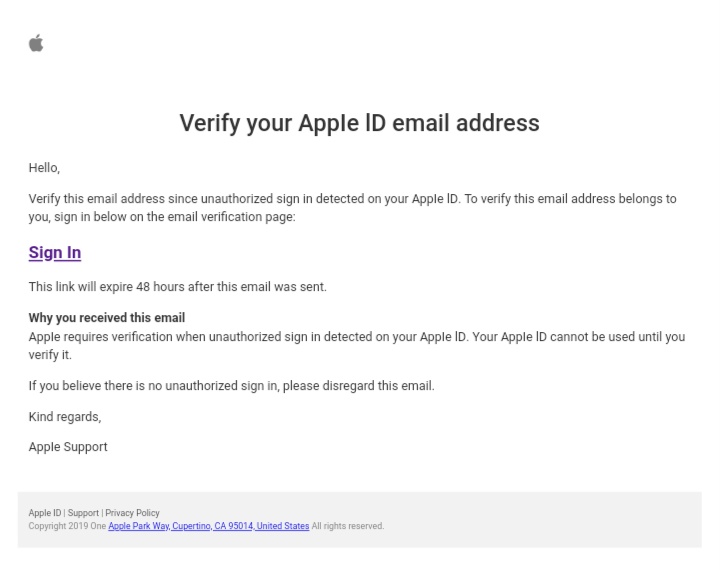 Verify your Apple lD email address
Hello,
Verify this email address since unauthorized sign in detected on your Apple lD. To verify this email address belongs to
you, sign in below on the email verification page:
Sign In
This link will expire 48 hours after this email was sent.
Why you received this email
Apple requires verification when unauthorized sign in detected on your Apple lD. Your Apple lD cannot be used until you
verify it.
If you believe there is no unauthorized sign in, please disregard this email.
Kind regards,
Apple Support
Apple ID | Support | Privacy Policy
Copyright 2019 One Apple Park Way, Cupertino, CA 95014, United States All rights reserved.